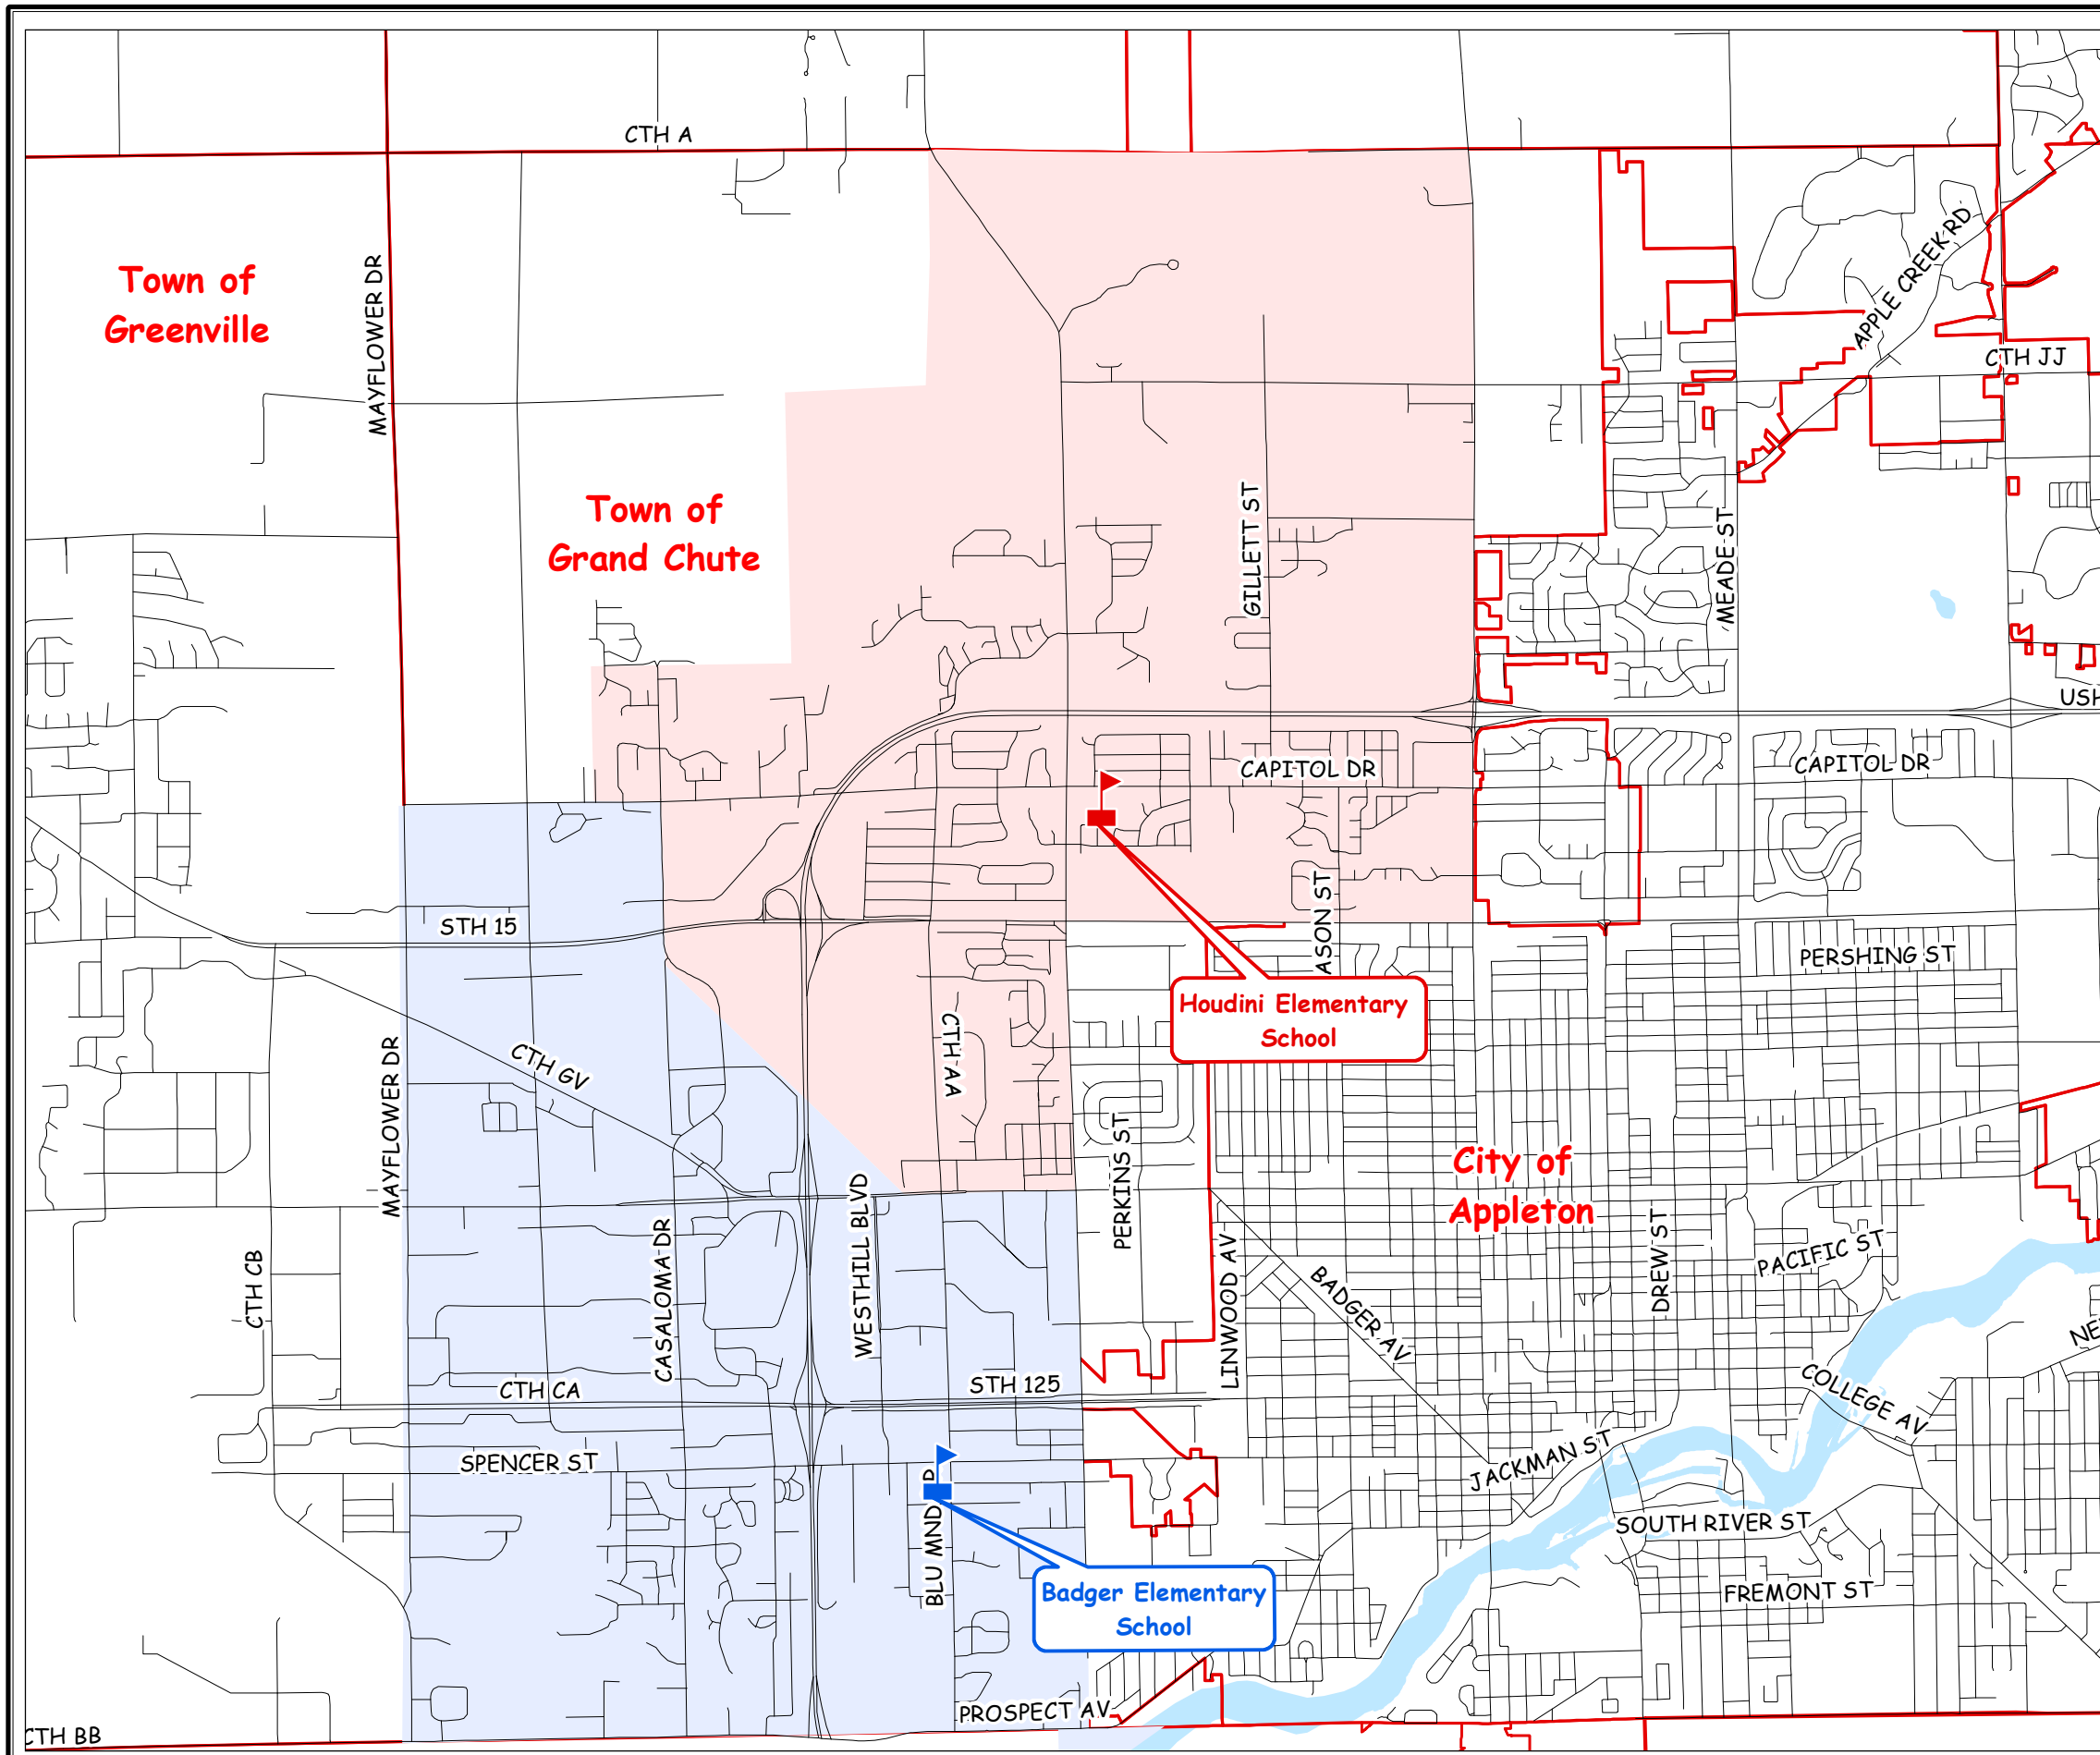 CTH A
Town of
Greenville
MAYFLOWER DR
APPLE CREEK RD
CTH JJ
Town of
Grand Chute
GILLETT ST
MEADE ST
USH
CAPITOL DR
CAPITOL DR
STH 15
ASON ST
PERSHING ST
Houdini Elementary
School
CTH GV
CTH AA
MAYFLOWER DR
PERKINS ST
City of
Appleton
WESTHILL BLVD
CASALOMA DR
CTH CB
LINWOOD AV
BADGER AV
DREW ST
PACIFIC ST
NE
CTH CA
STH 125
COLLEGE AV
SPENCER ST
JACKMAN ST
BLU MND
SOUTH RIVER ST
FREMONT ST
Badger Elementary
School
PROSPECT AV
CTH BB